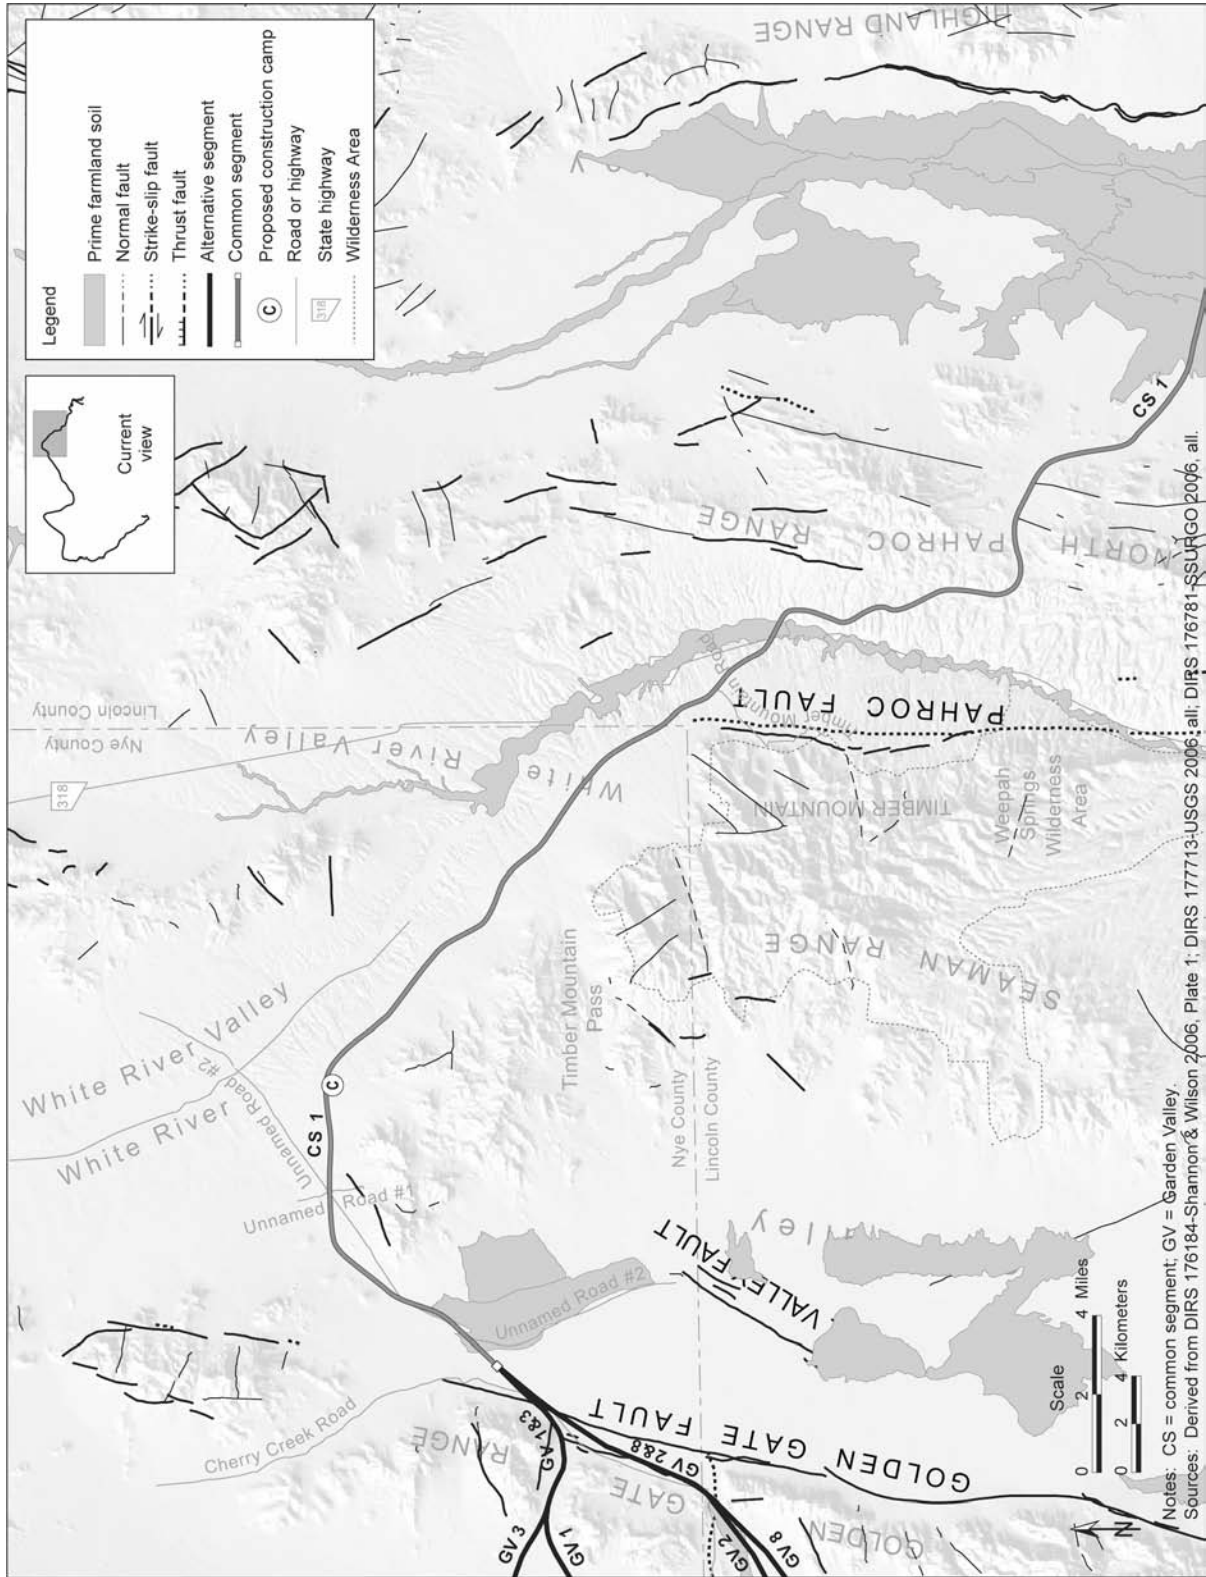 Legend
Prime farmland soil
Normal fault
Strike-slip fault
Thrust fault
Alternative segment
Common segment
C
Proposed construction camp
Road or highway
318
State highway
Wilderness Area
Current
view
HIGHLAND RANGE
Nye County
Lincoln County
318
White River Valley
White River Valley
White River
Unnamed Road #2
Unnamed Road #1
C
CS 1
Cherry Creek Road
Unnamed Road #2
Timber Mountain
Pass
Timber Mountain Road
PAHROC FAULT
NORTH PAHROC RANGE
CS 1
TIMBER MOUNTAIN
Weepah
Springs
Wilderness
Area
SEAMAN RANGE
Nye County
Lincoln County
VALLEY FAULT
GOLDEN GATE FAULT
GOLDEN GATE RANGE
GV 1&3
GV 2&8
GV 3
GV 1
GV 2
GV 8
Scale
0 2 4 Miles
0 2 4 Kilometers
N
Notes: CS = common segment; GV = Garden Valley.
Sources: Derived from DIRS 176184-Shannon & Wilson 2006, Plate 1; DIRS 177713-USGS 2006, all; DIRS 176781-SSURGO 2006, all.